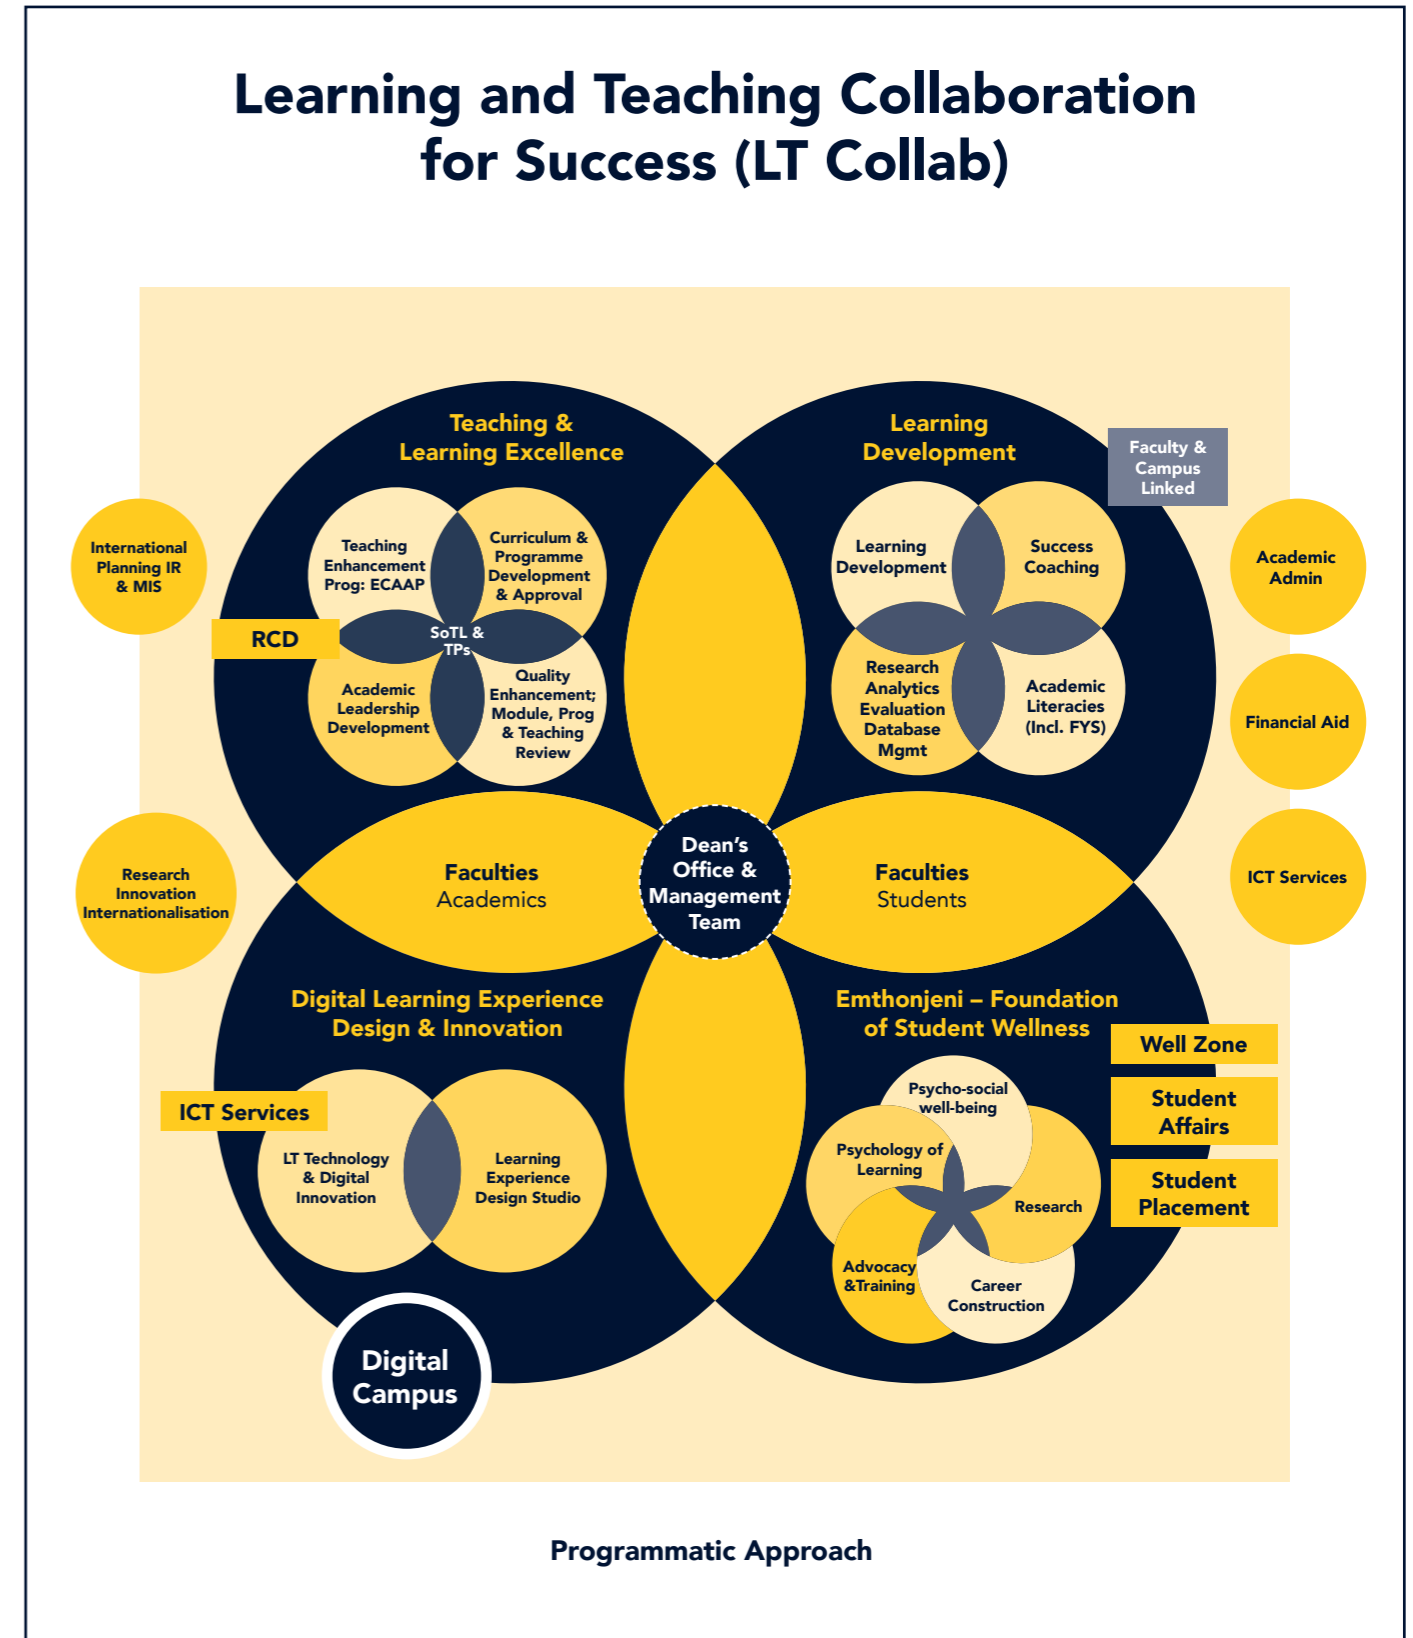 Learning and Teaching Collaboration
for Success (LT Collab)
Teaching &
Learning Excellence
Teaching
Enhancement
Prog: ECAAP
Curriculum &
Programme
Development
& Approval
SoTL &
TPs
RCD
Academic
Leadership
Development
Quality
Enhancement;
Module, Prog
& Teaching
Review
Learning
Development
Faculty &
Campus
Linked
Learning
Development
Success
Coaching
Research
Analytics
Evaluation
Database
Mgmt
Academic
Literacies
(Incl. FYS)
International
Planning IR
& MIS
Research
Innovation
Internationalisation
Academic
Admin
Financial Aid
ICT Services
Faculties
Academics
Dean’s
Office &
Management
Team
Faculties
Students
Digital Learning Experience
Design & Innovation
ICT Services
LT Technology
& Digital
Innovation
Learning
Experience
Design Studio
Digital
Campus
Emthonjeni – Foundation
of Student Wellness
Well Zone
Student
Affairs
Student
Placement
Psycho-social
well-being
Psychology of
Learning
Research
Advocacy
&Training
Career
Construction
Programmatic Approach